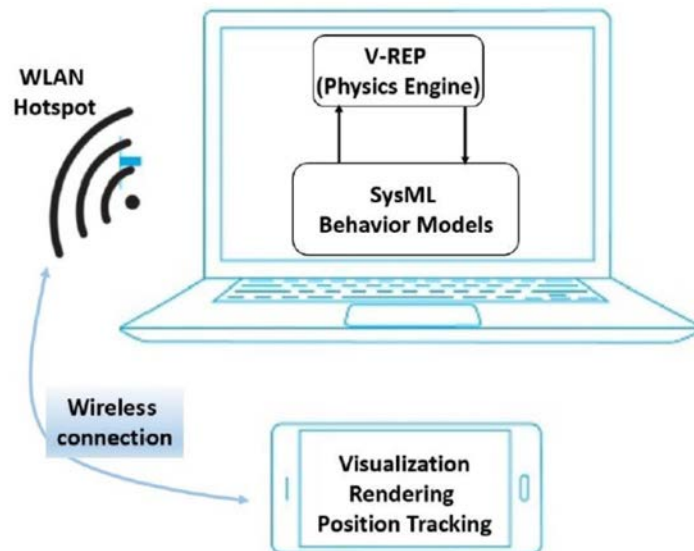 WLAN
Hotspot
V-REP
(Physics Engine)
SysML
Behavior Models
Wireless
connection
Visualization
Rendering
Position Tracking